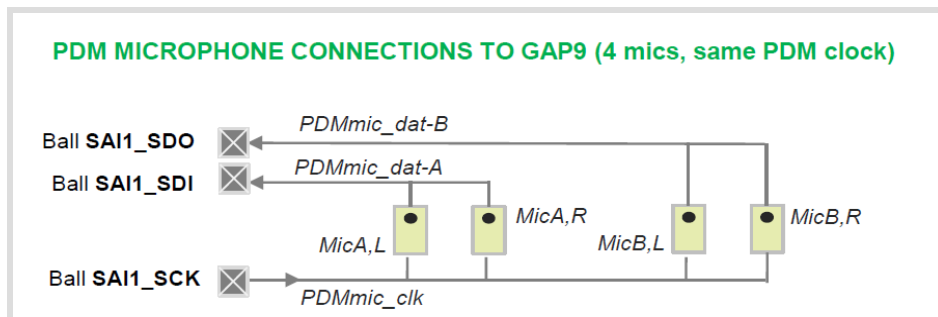 PDM MICROPHONE CONNECTIONS TO GAP9 (4 mics, same PDM clock)
PDMmic_dat-B
Ball SAI1_SDO
PDMmic_dat-A
Ball SAI1_SDI
MicA,R
MicB,R
MicA,L
MicB,L
Ball SAI1_SCK
PDMmic_clk